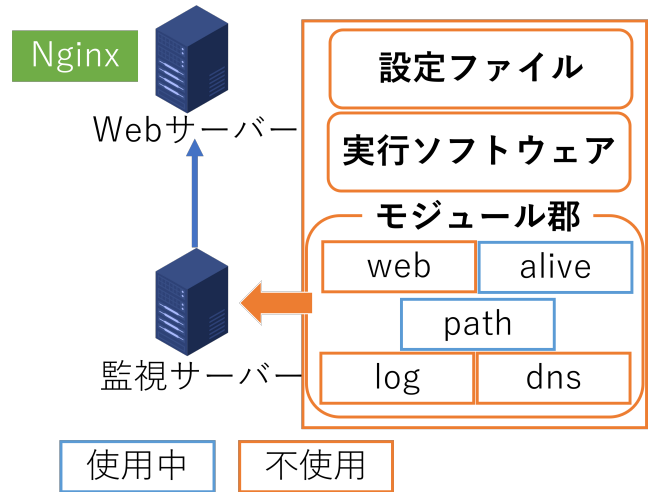 Nginx
Webサーバー
設定ファイル
実行ソフトウェア
モジュール郡
web
alive
path
log
dns
監視サーバー
使用中
不使用